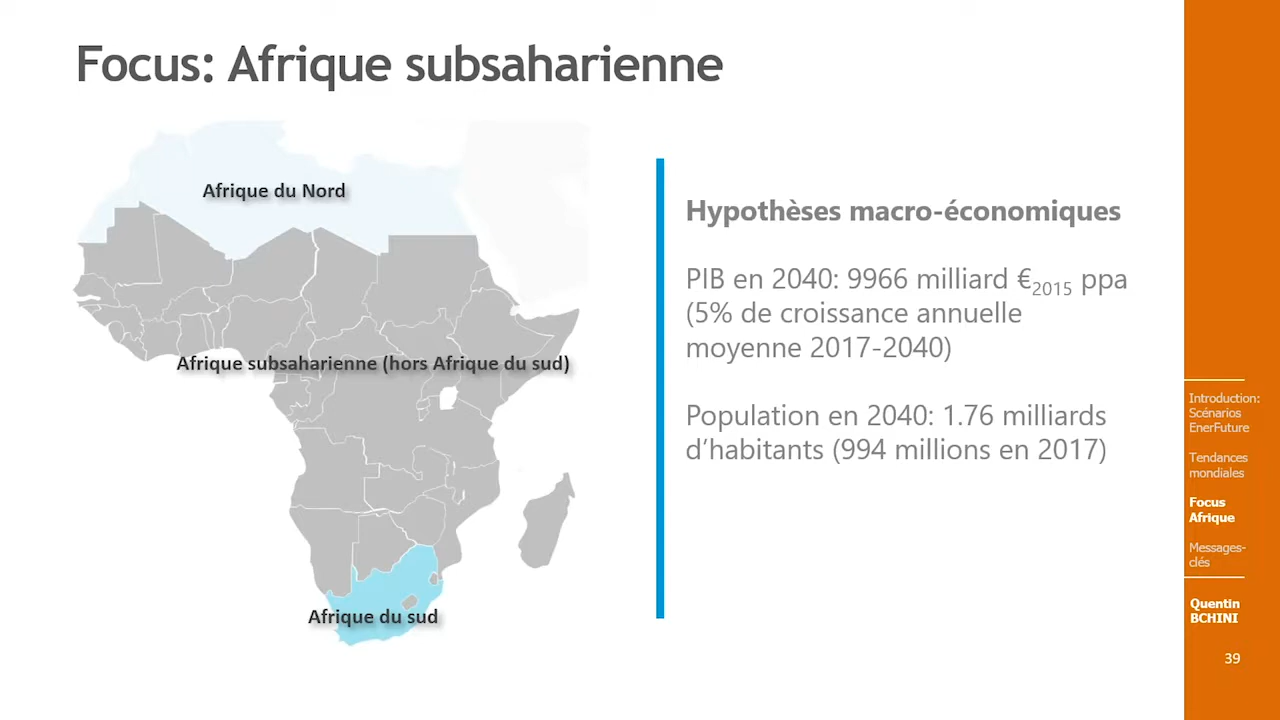 Focus: Afrique subsaharienne
Afrique du Nord
Afrique subsaharienne (hors Afrique du sud)
Afrique du sud
Hypothèses macro-économiques
PIB en 2040: 9966 milliard €2015 ppa
(5% de croissance annuelle
moyenne 2017-2040)
Population en 2040: 1.76 milliards
d’habitants (994 millions en 2017)
Introduction:
Scénarios
EnerFuture
Tendances
mondiales
Focus
Afrique
Messages-
clés
Quentin
BCHINI
39